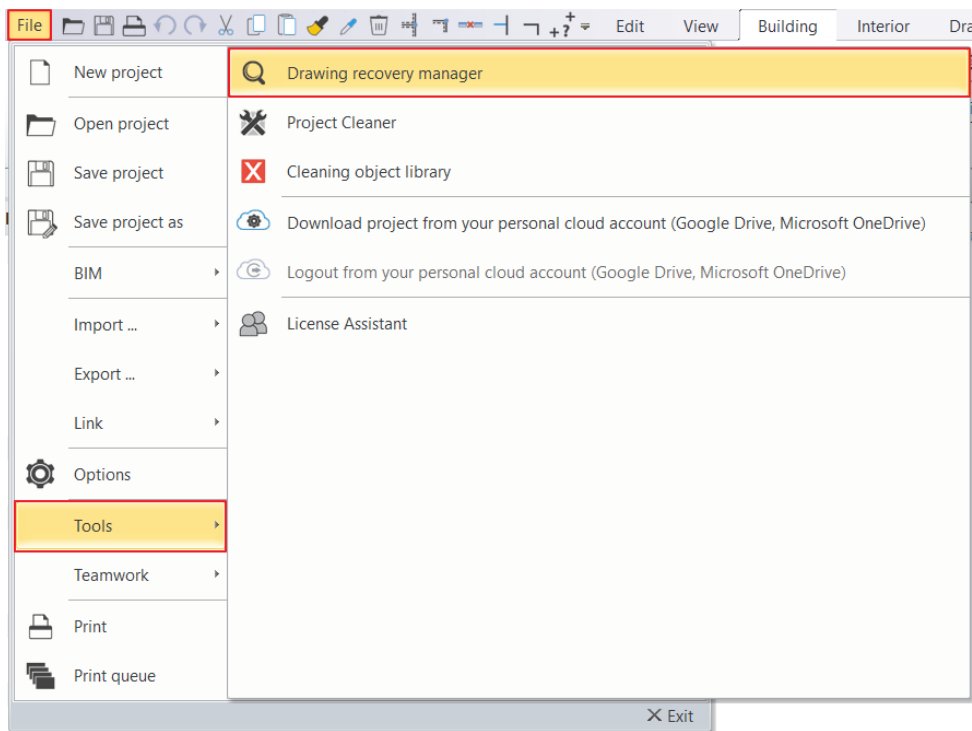 File Edit View Building Interior Dra
New project
Open project
Save project
Save project as
BIM
Import ...
Export ...
Link
Options
Tools
Teamwork
Print
Print queue
Drawing recovery manager
Project Cleaner
Cleaning object library
Download project from your personal cloud account (Google Drive, Microsoft OneDrive)
Logout from your personal cloud account (Google Drive, Microsoft OneDrive)
License Assistant
Exit